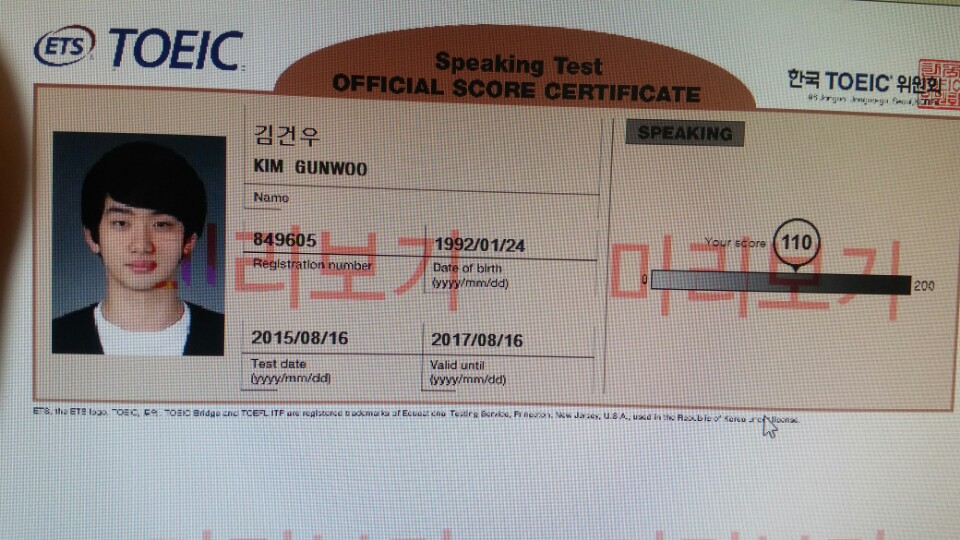 ETS TOEIC
Speaking Test
OFFICIAL SCORE CERTIFICATE
한국 TOEIC 위원회
김건우
KIM GUNWOO
Name
SPEAKING
849605
Registration number
1992/01/24
Date of birth
(yyyy/mm/dd)
Your score 110
0 200
미리보기 미리보기
2015/08/16
Test date
(yyyy/mm/dd)
2017/08/16
Valid until
(yyyy/mm/dd)
ETS, the ETS logo, TOEIC, TOEIC Bridge and TOEFL ITP are registered trademarks of Educational Testing Service, Princeton, New Jersey, U.S.A., used in the Republic of Korea under license.